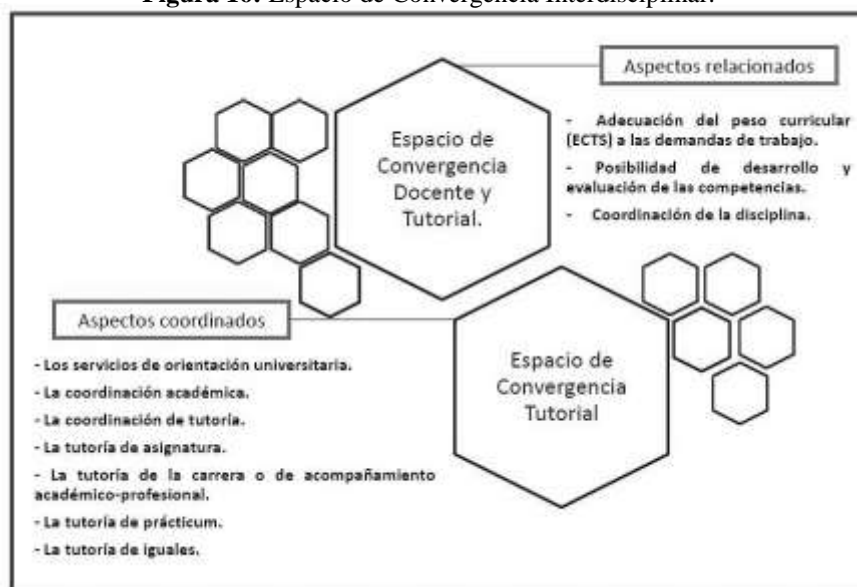 Espacio de Convergencia Interdisciplinar.
Aspectos relacionados
Espacio de
Convergencia
Docente y
Tutorial.
- Adecuación del peso curricular
(ECTS) a las demandas de trabajo.
- Posibilidad de desarrollo y
evaluación de las competencias.
- Coordinación de la disciplina.
Aspectos coordinados
- Los servicios de orientación universitaria.
- La coordinación académica.
- La coordinación de tutoría.
- La tutoría de asignatura.
- La tutoría de la carrera o de acompañamiento
académico-profesional.
- La tutoría de prácticum.
- La tutoría de iguales.
Espacio de
Convergencia
Tutorial